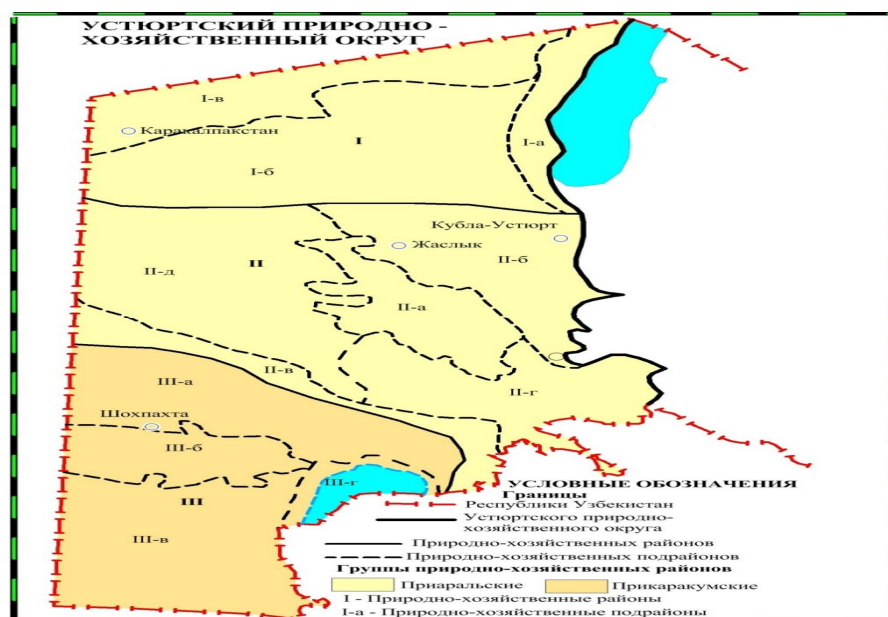 УСТЮРТСКИЙ ПРИРОДНО -
ХОЗЯЙСТВЕННЫЙ ОКРУГ
I-в
Каракалпакстан
I
I-а
I-б
Кубла-Устюрт
Жаслык
II-б
II
II-д
II-а
II-в
II-г
III-а
Шохпахта
III-б
III-г
III
III-в
УСЛОВНЫЕ ОБОЗНАЧЕНИЯ
Границы
Республики Узбекистан
Устюртского природно-
хозяйственного округа
Природно-хозяйственных районов
Природно-хозяйственных подрайонов
Группы природно-хозяйственных районов
Приаральские
Прикаракумские
I - Природно-хозяйственные районы
I-а - Природно-хозяйственные подрайоны